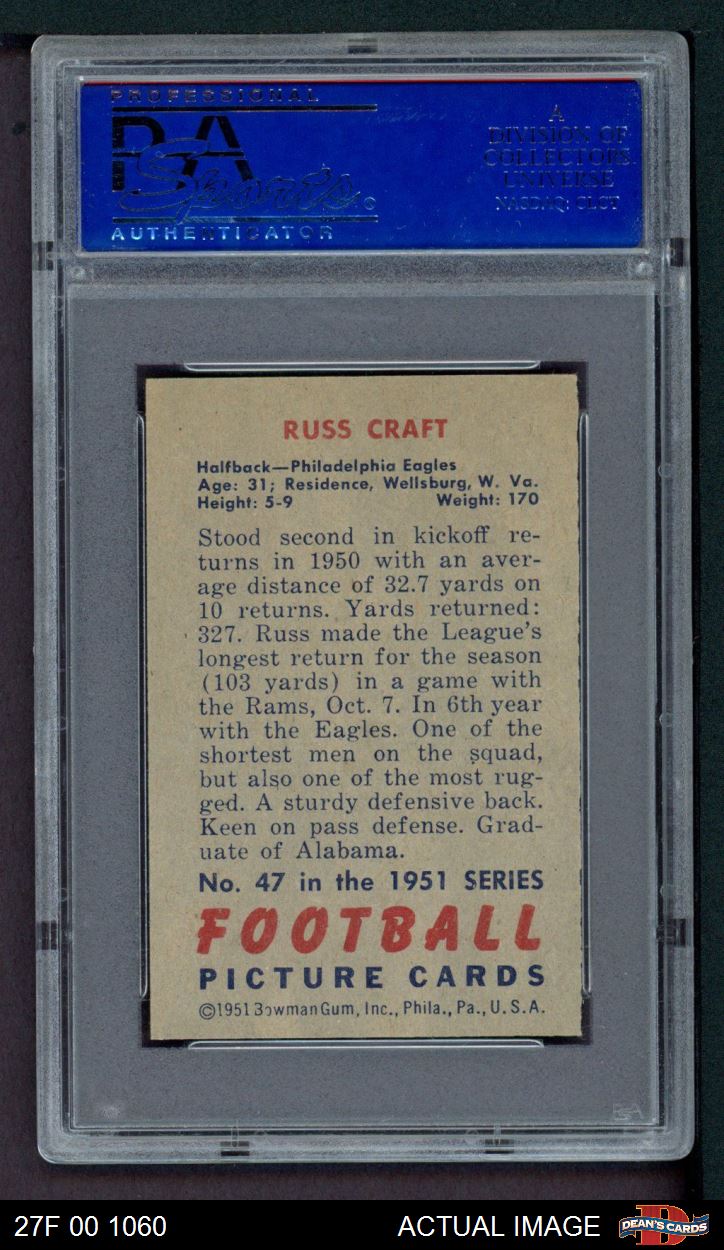 PROFESSIONAL
PSA
Sports
AUTHENTICATOR
A
DIVISION OF
COLLECTORS
UNIVERSE
NASDAQ: CLCT
RUSS CRAFT
Halfback—Philadelphia Eagles
Age: 31; Residence, Wellsburg, W. Va.
Height: 5-9 Weight: 170
Stood second in kickoff re-
turns in 1950 with an aver-
age distance of 32.7 yards on
10 returns. Yards returned:
327. Russ made the League's
longest return for the season
(103 yards) in a game with
the Rams, Oct. 7. In 6th year
with the Eagles. One of the
shortest men on the squad,
but also one of the most rug-
ged. A sturdy defensive back.
Keen on pass defense. Grad-
uate of Alabama.
No. 47 in the 1951 SERIES
FOOTBALL
PICTURE CARDS
©1951 Bowman Gum, Inc., Phila., Pa., U.S.A.
27F 00 1060 ACTUAL IMAGE
DEAN'S CARDS